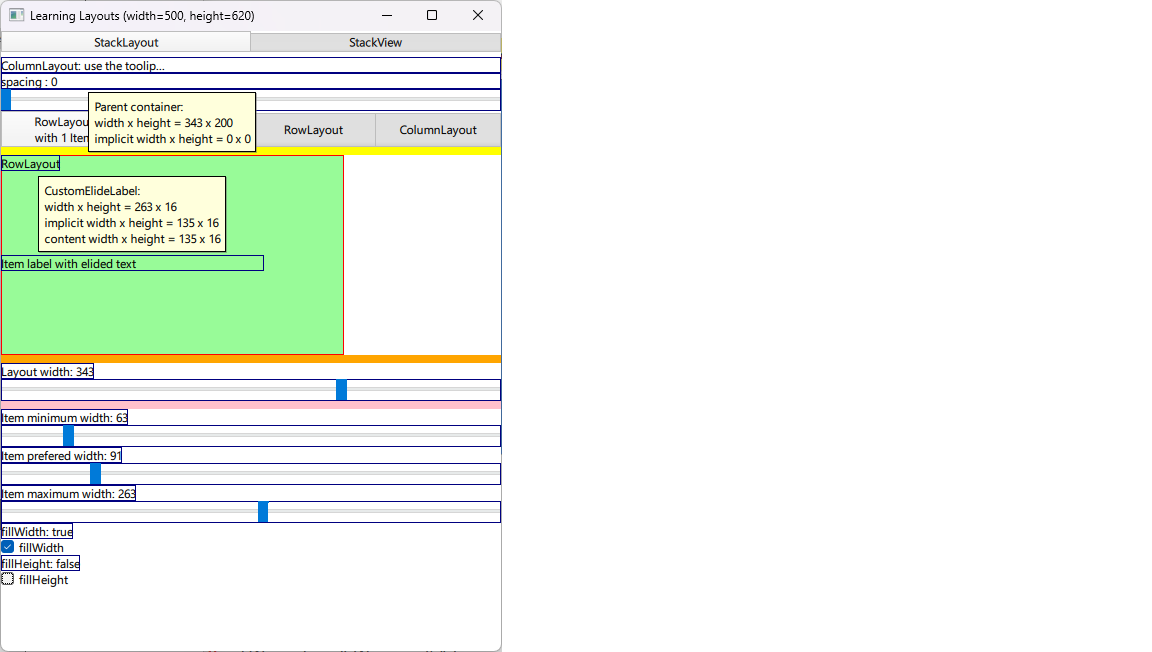 Learning Layouts (width=500, height=620)
StackLayout
StackView
ColumnLayout: use the toolip...
spacing : 0
Parent container:
width x height = 343 x 200
implicit width x height = 0 x 0
with 1 Item
RowLayout
ColumnLayout
RowLayout
CustomElideLabel:
width x height = 263 x 16
implicit width x height = 135 x 16
content width x height = 135 x 16
Item label with elided text
Layout width: 343
Item minimum width: 63
Item prefered width: 91
Item maximum width: 263
fillWidth: true
fillWidth
fillHeight: false
fillHeight